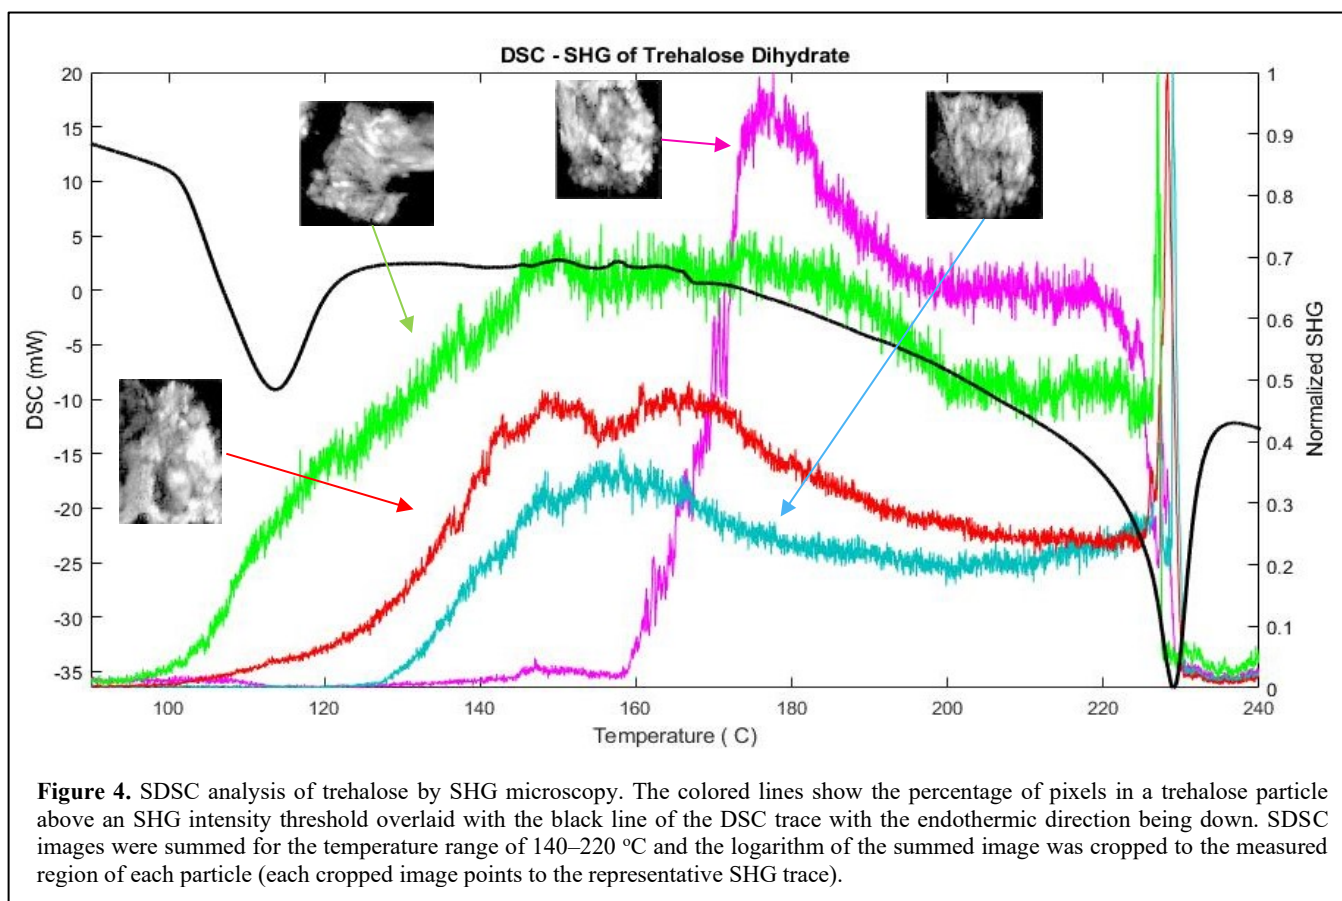 DSC - SHG of Trehalose Dihydrate
20
15
10
5
0
-5
-10
-15
-20
-25
-30
-35
DSC (mW)
1
0.9
0.8
0.7
0.6
0.5
0.4
0.3
0.2
0.1
0
Normalized SHG
100 120 140 160 180 200 220 240
Temperature ( C)
Figure 4. SDSC analysis of trehalose by SHG microscopy. The colored lines show the percentage of pixels in a trehalose particle
above an SHG intensity threshold overlaid with the black line of the DSC trace with the endothermic direction being down. SDSC
images were summed for the temperature range of 140–220 ºC and the logarithm of the summed image was cropped to the measured
region of each particle (each cropped image points to the representative SHG trace).